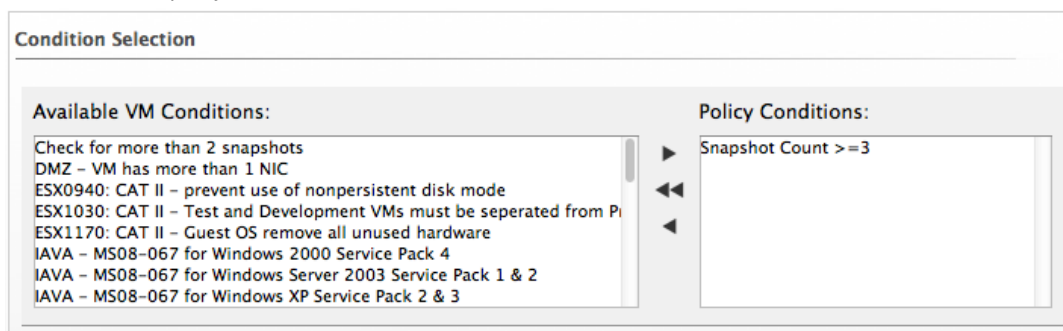 Condition Selection
Available VM Conditions:
Policy Conditions:
Check for more than 2 snapshots
DMZ – VM has more than 1 NIC
ESX0940: CAT II – prevent use of nonpersistent disk mode
ESX1030: CAT II – Test and Development VMs must be seperated from
ESX1170: CAT II – Guest OS remove all unused hardware
IAVA – MS08-067 for Windows 2000 Service Pack 4
IAVA – MS08-067 for Windows Server 2003 Service Pack 1 & 2
IAVA – MS08-067 for Windows XP Service Pack 2 & 3
Snapshot Count >=3